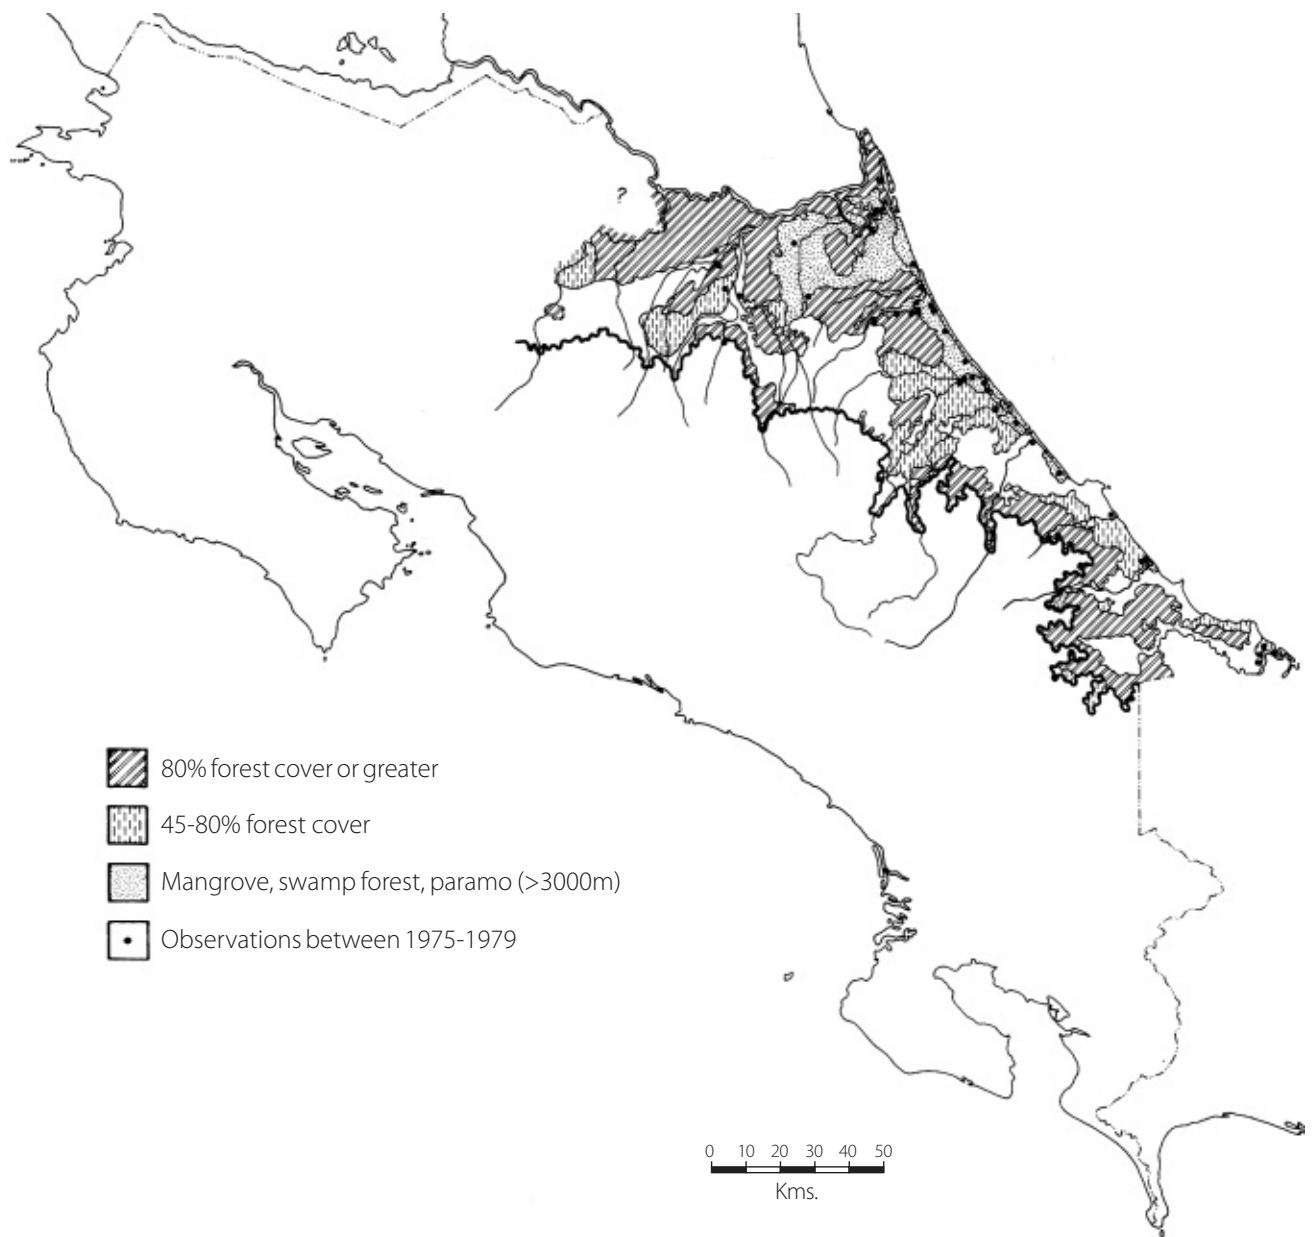 ?
80% forest cover or greater
45-80% forest cover
Mangrove, swamp forest, paramo (>3000m)
Observations between 1975-1979
0 10 20 30 40 50
Kms.